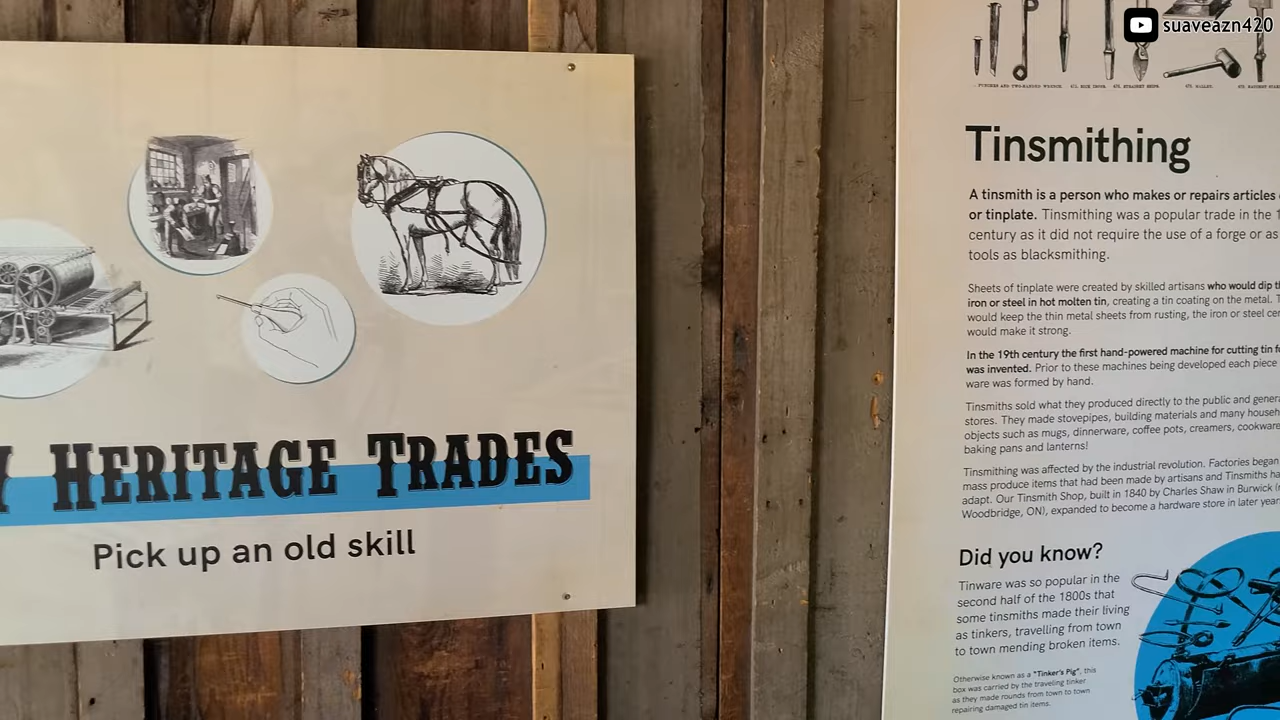 suaveazn420
HERITAGE TRADES
Pick up an old skill
Tinsmithing
A tinsmith is a person who makes or repairs articles
or tinplate. Tinsmithing was a popular trade in the
century as it did not require the use of a forge or as
tools as blacksmithing.
Sheets of tinplate were created by skilled artisans who would dip
iron or steel in hot molten tin, creating a tin coating on the metal.
would keep the thin metal sheets from rusting, the iron or steel
would make it strong.
In the 19th century the first hand-powered machine for cutting tin
was invented. Prior to these machines being developed each piece
ware was formed by hand.
Tinsmiths sold what they produced directly to the public and
stores. They made stovepipes, building materials and many
objects such as mugs, dinnerware, coffee pots, creamers,
baking pans and lanterns!
Tinsmithing was affected by the industrial revolution. Factories began
mass produce items that had been made by artisans and Tinsmiths
adapt. Our Tinsmith Shop, built in 1840 by Charles Shaw in Burwick
Woodbridge, ON), expanded to become a hardware store in later
Did you know?
Tinware was so popular in the
second half of the 1800s that
some tinsmiths made their living
as tinkers, travelling from town
to town mending broken items.
Otherwise known as a "Tinker's Pig", this
box was carried by the traveling tinker
as they made rounds from town to town
repairing damaged tin items.